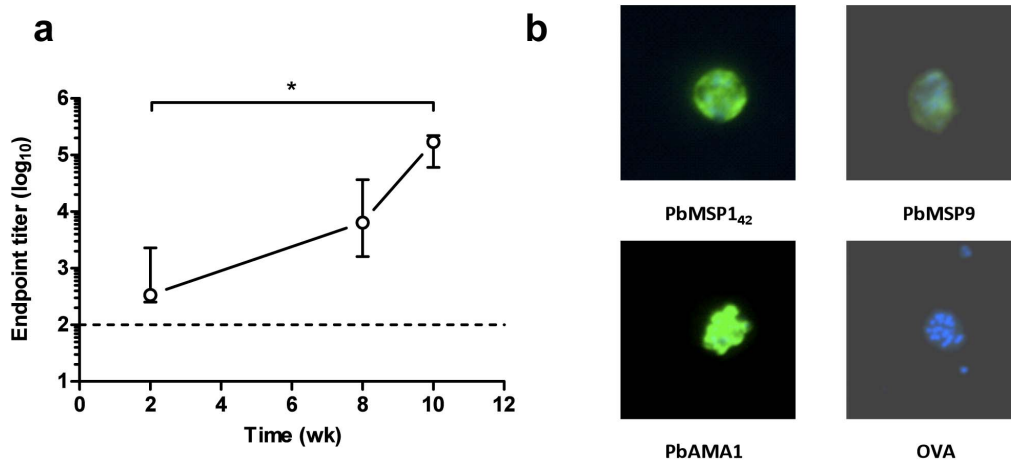 a
b
*
6
5
4
3
2
1
Endpoint titer (log10)
0 2 4 6 8 10 12
Time (wk)
PbMSP142
PbMSP9
PbAMA1
OVA